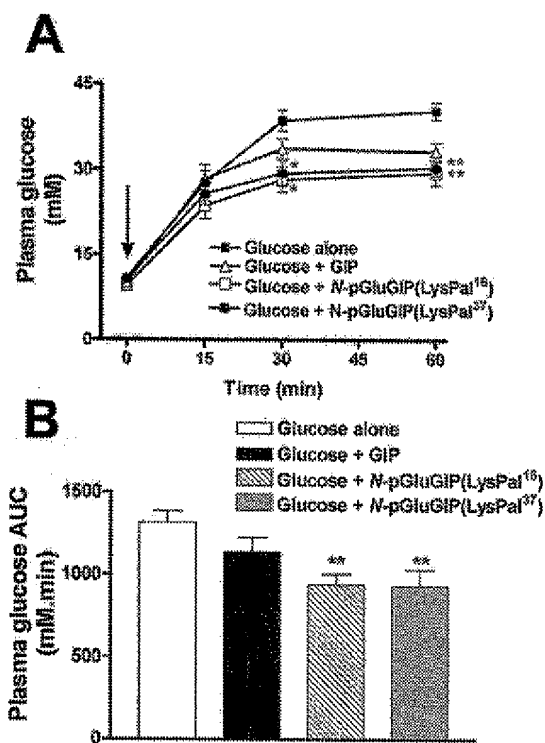 A
Plasma glucose
(mM)
45
30
15
0
*
*
**
**
Glucose alone
Glucose + GIP
Glucose + N-pGluGIP(LysPal¹⁶)
Glucose + N-pGluGIP(LysPal³⁷)
0 15 30 45 60
Time (min)
B
Glucose alone
Glucose + GIP
Glucose + N-pGluGIP(LysPal¹⁶)
Glucose + N-pGluGIP(LysPal³⁷)
Plasma glucose AUC
(mM.min)
1500
1000
500
0
** **